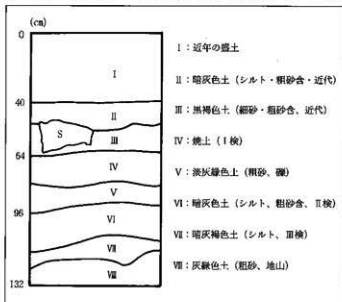 (cm)
0
I
I：近年の盛土
II：暗灰色土（シルト・粗砂含・近代）
40
II
S
III
III：黒褐色土（細砂・粗砂含、近代）
64
IV
IV：焼土（I検）
V
V：淡灰緑色土（粗砂、礫）
96
VI
VI：暗灰色土（シルト、粗砂含、II検）
VII
VII：暗灰褐色土（シルト、III検）
VIII
VIII：灰緑色土（粗砂、地山）
132